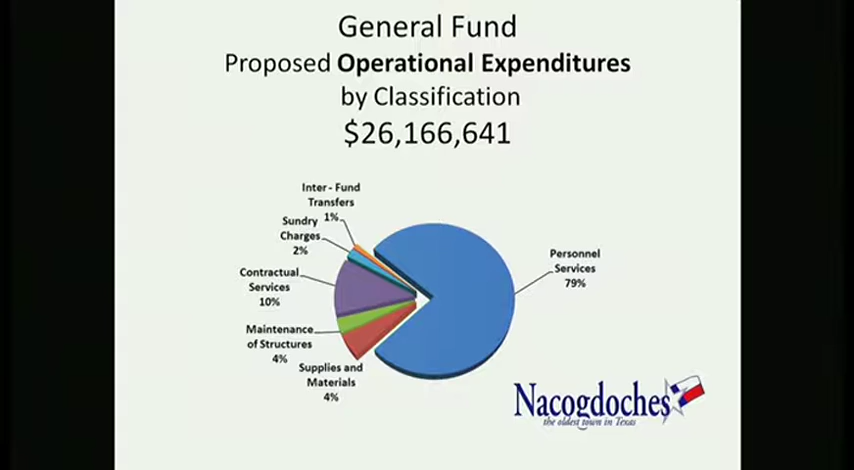 General Fund
Proposed Operational Expenditures
by Classification
$26,166,641
Inter - Fund
Transfers
1%
Sundry
Charges
2%
Contractual
Services
10%
Maintenance
of Structures
4%
Supplies and
Materials
4%
Personnel
Services
79%
Nacogdoches
the oldest town in Texas